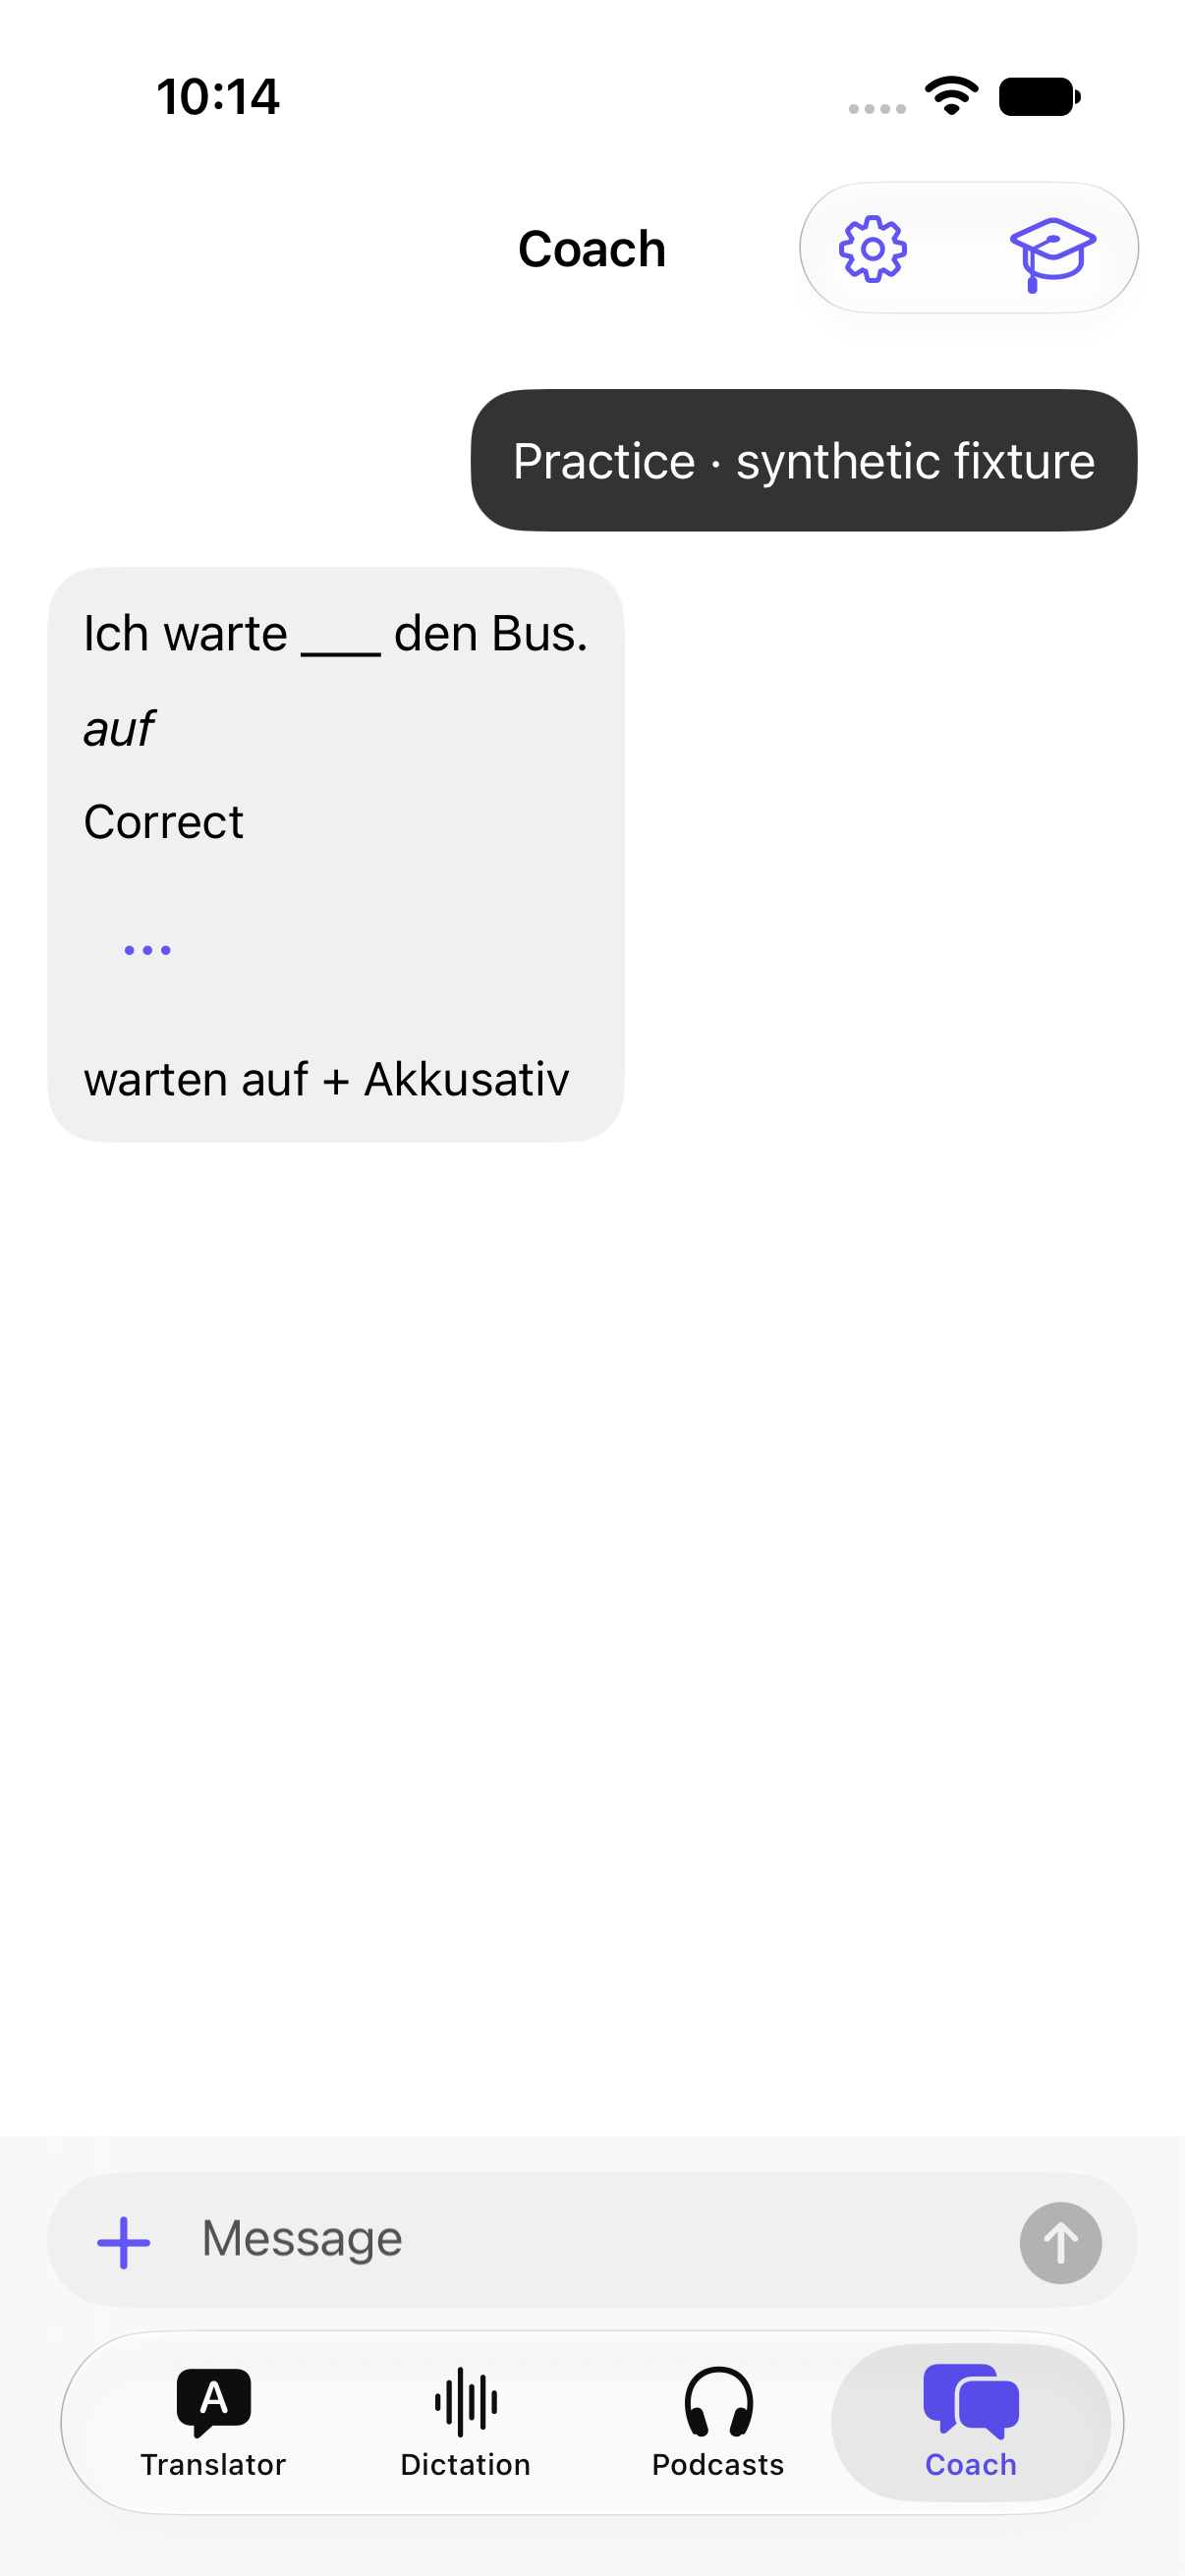 10:14
Coach
Practice · synthetic fixture
Ich warte ____ den Bus.
auf
Correct
...
warten auf + Akkusativ
Message
A
Translator
Dictation
Podcasts
Coach